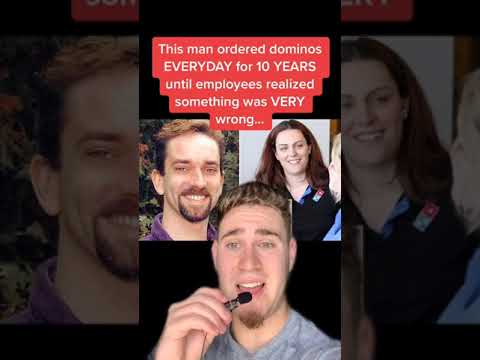 This man ordered dominos
EVERYDAY for 10 YEARS
until employees realized
something was VERY
wrong...